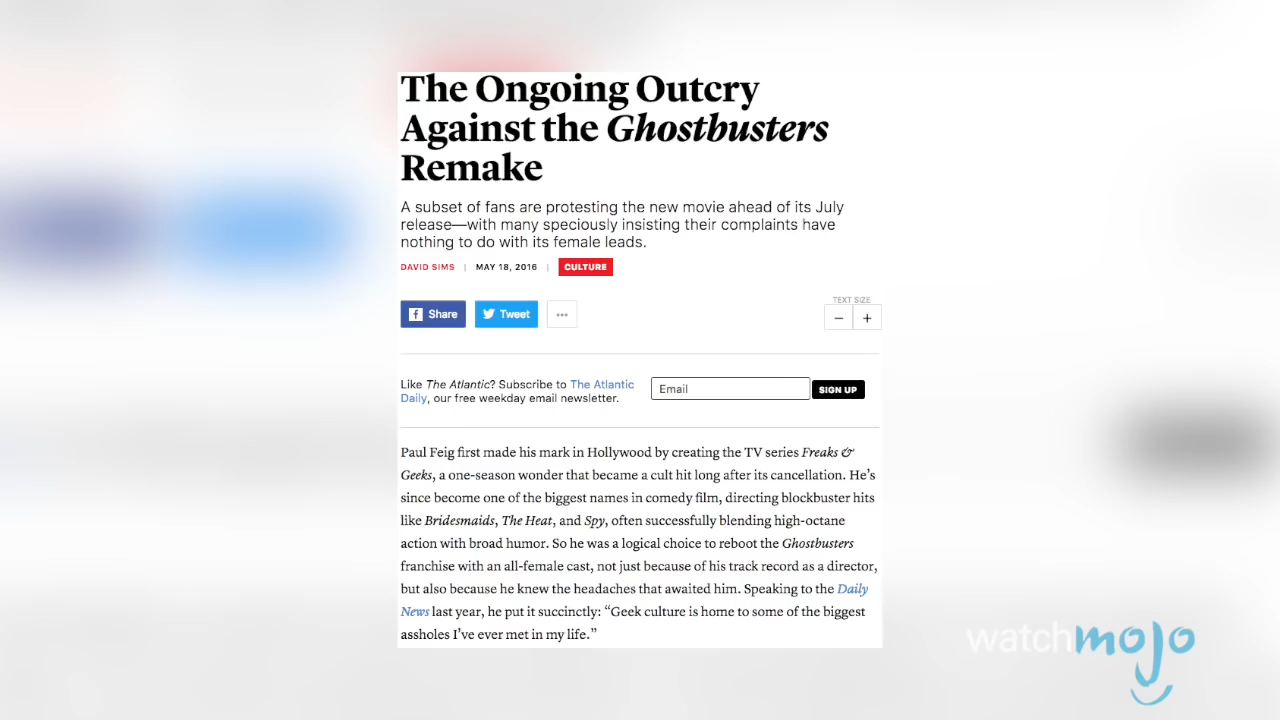 The Ongoing Outcry
Against the Ghostbusters
Remake
A subset of fans are protesting the new movie ahead of its July
release—with many speciously insisting their complaints have
nothing to do with its female leads.
DAVID SIMS | MAY 18, 2016 | CULTURE
TEXT SIZE
Share Tweet ··· − +
Like The Atlantic? Subscribe to The Atlantic
Daily, our free weekday email newsletter.
Email SIGN UP
Paul Feig first made his mark in Hollywood by creating the TV series Freaks &
Geeks, a one-season wonder that became a cult hit long after its cancellation. He’s
since become one of the biggest names in comedy film, directing blockbuster hits
like Bridesmaids, The Heat, and Spy, often successfully blending high-octane
action with broad humor. So he was a logical choice to reboot the Ghostbusters
franchise with an all-female cast, not just because of his track record as a director,
but also because he knew the headaches that awaited him. Speaking to the Daily
News last year, he put it succinctly: “Geek culture is home to some of the biggest
assholes I’ve ever met in my life.”
watchmojo